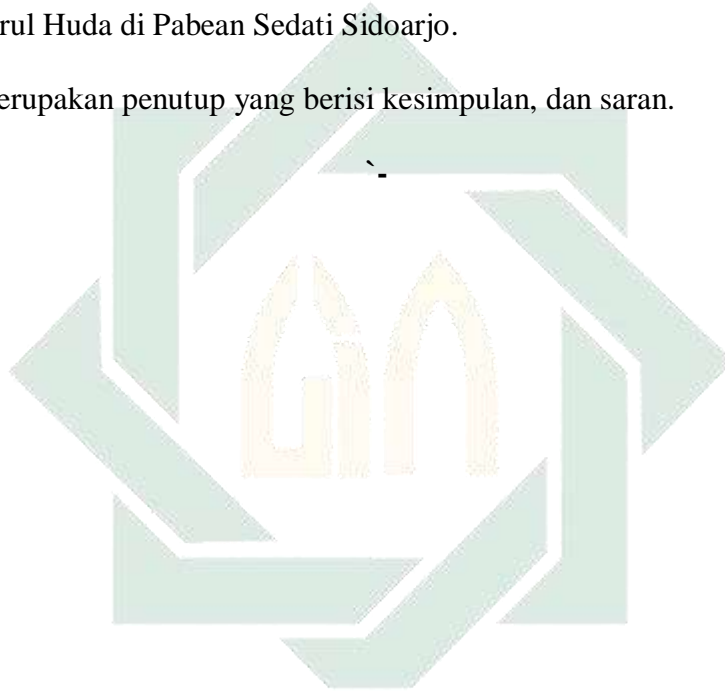 rul Huda di Pabean Sedati Sidoarjo.
erupakan penutup yang berisi kesimpulan, dan saran.
`-